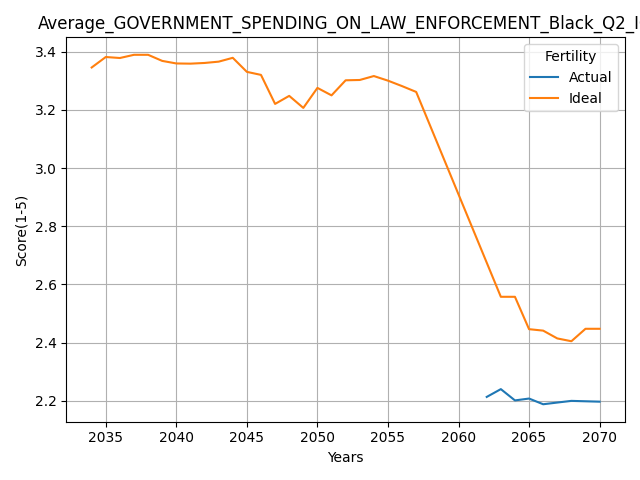 Average_GOVERNMENT_SPENDING_ON_LAW_ENFORCEMENT_Black_Q2_I
Fertility
Actual
Ideal
Score(1-5)
3.4
3.2
3.0
2.8
2.6
2.4
2.2
2035 2040 2045 2050 2055 2060 2065 2070
Years